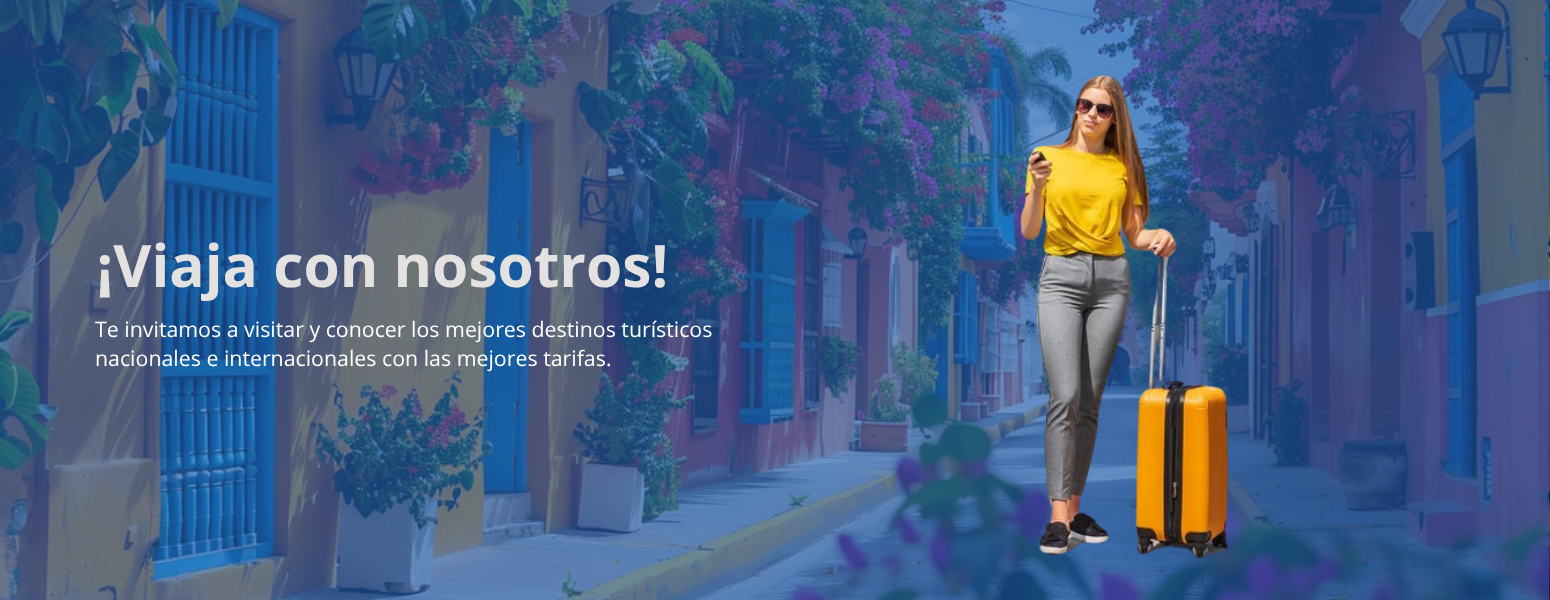 ¡Viaja con nosotros!
Te invitamos a visitar y conocer los mejores destinos turísticos
nacionales e internacionales con las mejores tarifas.